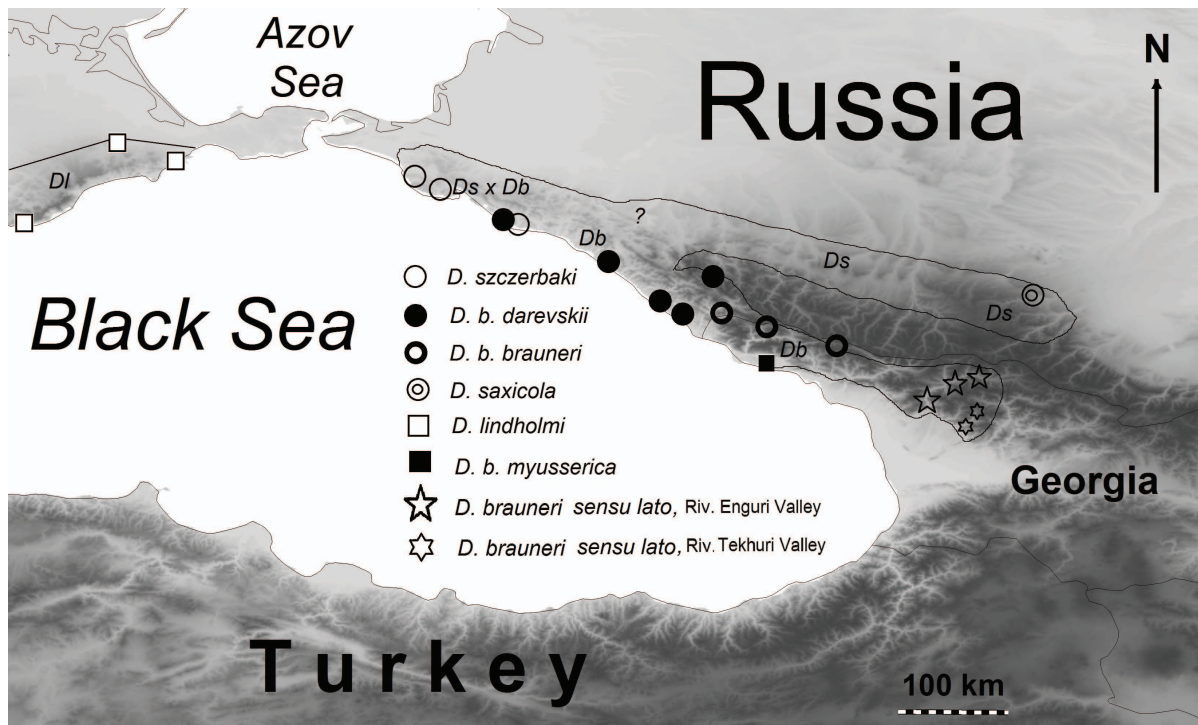 Azov
Sea
Russia
N
Dl
Ds x Db
?
Db
Ds
Ds
Db
Black Sea
D. szczerbaki
D. b. darevskii
D. b. brauneri
D. saxicola
D. lindholmi
D. b. myusserica
D. brauneri sensu lato, Riv. Enguri Valley
D. brauneri sensu lato, Riv. Tekhuri Valley
Georgia
Turkey
100 km